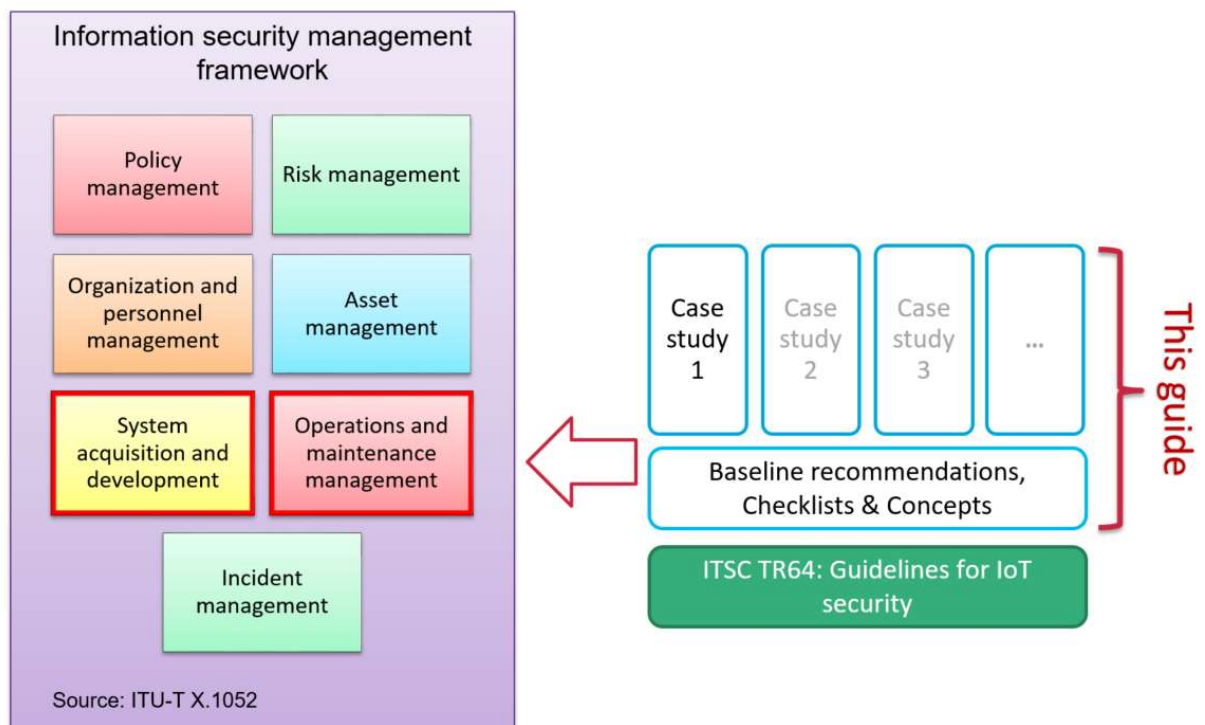 Information security management
framework
Policy
management
Risk management
Organization and
personnel
management
Asset
management
System
acquisition and
development
Operations and
maintenance
management
Incident
management
Source: ITU-T X.1052
Case
study
1
Case
study
2
Case
study
3
...
This guide
Baseline recommendations,
Checklists & Concepts
ITSC TR64: Guidelines for IoT
security